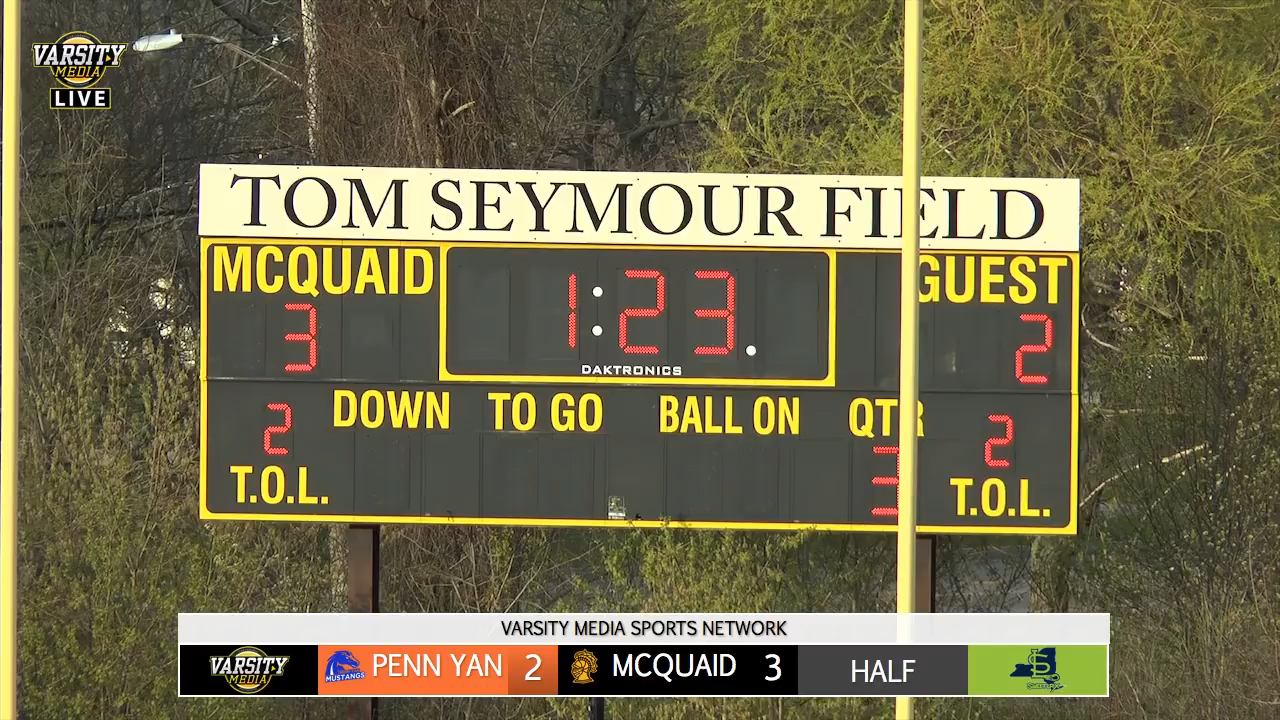 VARSITY
MEDIA
LIVE
TOM SEYMOUR FIELD
MCQUAID
1:23.
GUEST
3
2
DAKTRONICS
2
DOWN
TO GO
BALL ON
QTR
2
3
T.O.L.
T.O.L.
VARSITY MEDIA SPORTS NETWORK
VARSITY
MEDIA
MUSTANGS
PENN YAN 2
MCQUAID 3
HALF